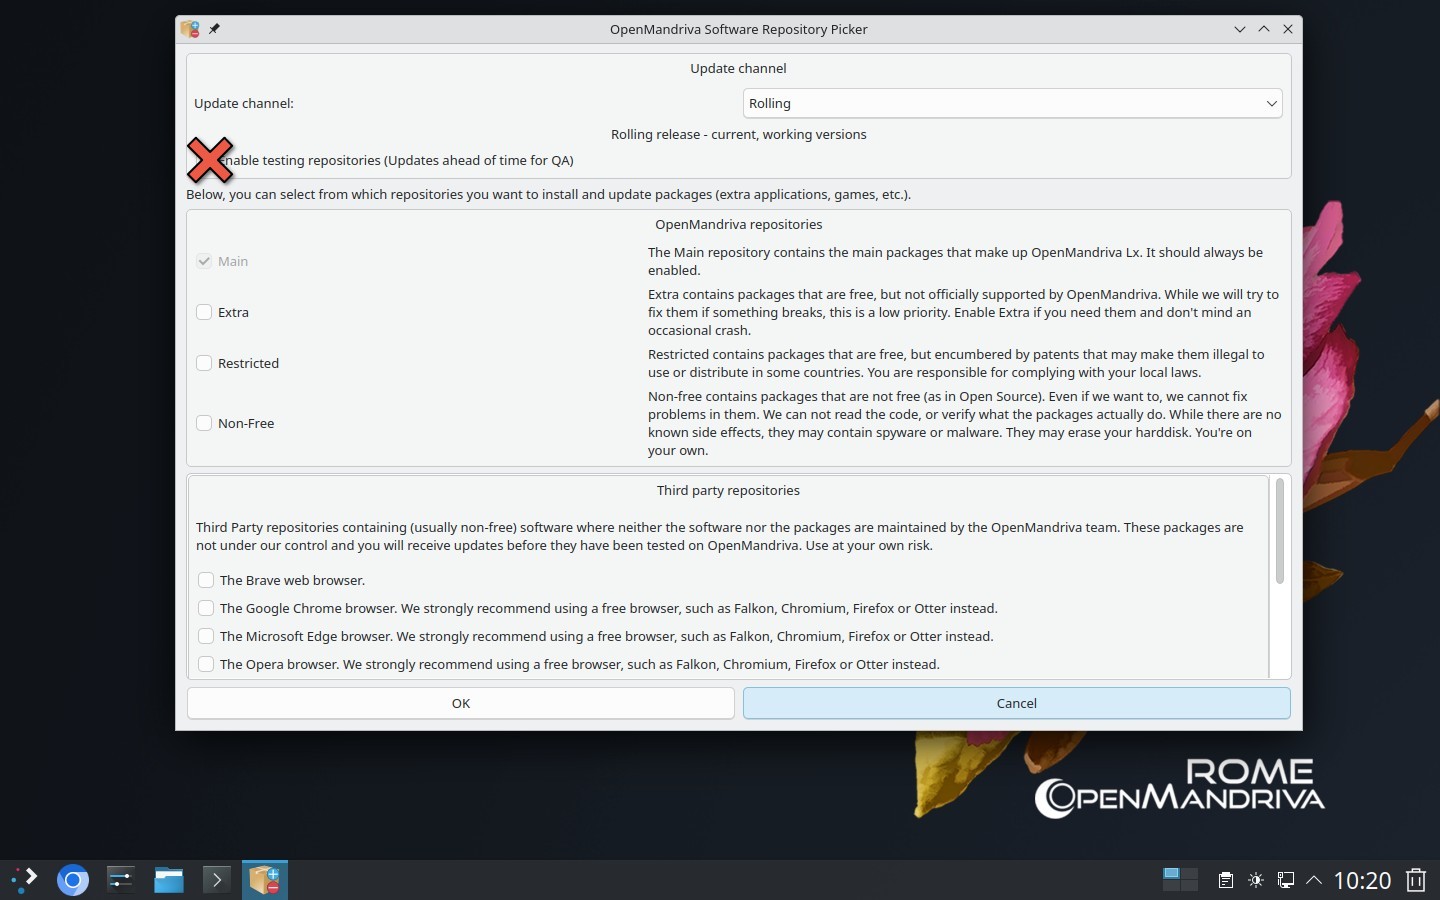 OpenMandriva Software Repository Picker
Update channel
Update channel:
Rolling
Rolling release - current, working versions
nable testing repositories (Updates ahead of time for QA)
Below, you can select from which repositories you want to install and update packages (extra applications, games, etc.).
OpenMandriva repositories
Main
The Main repository contains the main packages that make up OpenMandriva Lx. It should always be
enabled.
Extra
Extra contains packages that are free, but not officially supported by OpenMandriva. While we will try to
fix them if something breaks, this is a low priority. Enable Extra if you need them and don't mind an
occasional crash.
Restricted
Restricted contains packages that are free, but encumbered by patents that may make them illegal to
use or distribute in some countries. You are responsible for complying with your local laws.
Non-Free
Non-free contains packages that are not free (as in Open Source). Even if we want to, we cannot fix
problems in them. We can not read the code, or verify what the packages actually do. While there are no
known side effects, they may contain spyware or malware. They may erase your harddisk. You're on
your own.
Third party repositories
Third Party repositories containing (usually non-free) software where neither the software nor the packages are maintained by the OpenMandriva team. These packages are
not under our control and you will receive updates before they have been tested on OpenMandriva. Use at your own risk.
The Brave web browser.
The Google Chrome browser. We strongly recommend using a free browser, such as Falkon, Chromium, Firefox or Otter instead.
The Microsoft Edge browser. We strongly recommend using a free browser, such as Falkon, Chromium, Firefox or Otter instead.
The Opera browser. We strongly recommend using a free browser, such as Falkon, Chromium, Firefox or Otter instead.
OK
Cancel
ROME
OPENMANDRIVA
10:20